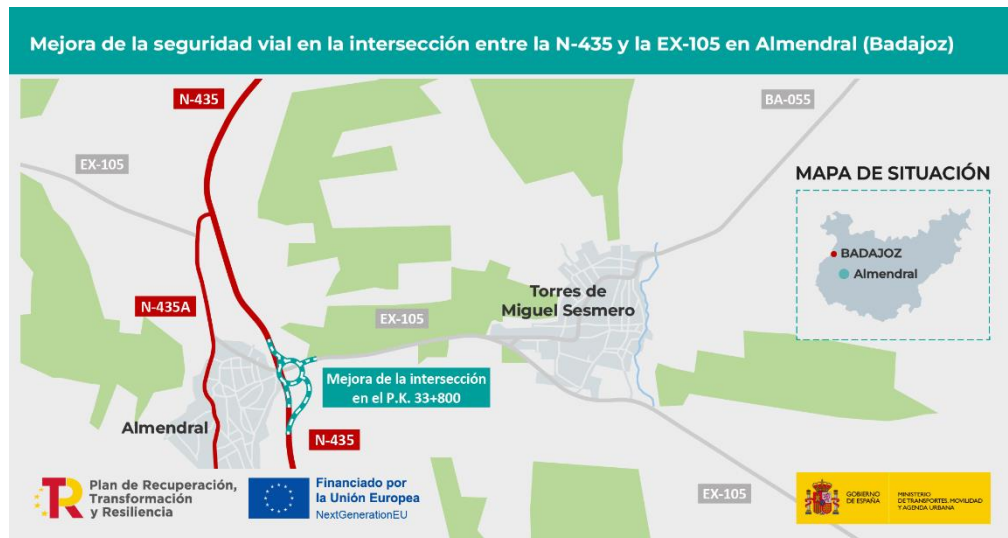 Mejora de la seguridad vial en la intersección entre la N-435 y la EX-105 en Almendral (Badajoz)
N-435
BA-055
EX-105
MAPA DE SITUACIÓN
BADAJOZ
Almendral
Torres de
Miguel Sesmero
N-435A
EX-105
Mejora de la intersección
en el P.K. 33+800
Almendral
N-435
EX-105
Plan de Recuperación,
Transformación
y Resiliencia
Financiado por
la Unión Europea
NextGenerationEU
GOBIERNO
DE ESPAÑA
MINISTERIO
DE TRANSPORTES, MOVILIDAD
Y AGENDA URBANA